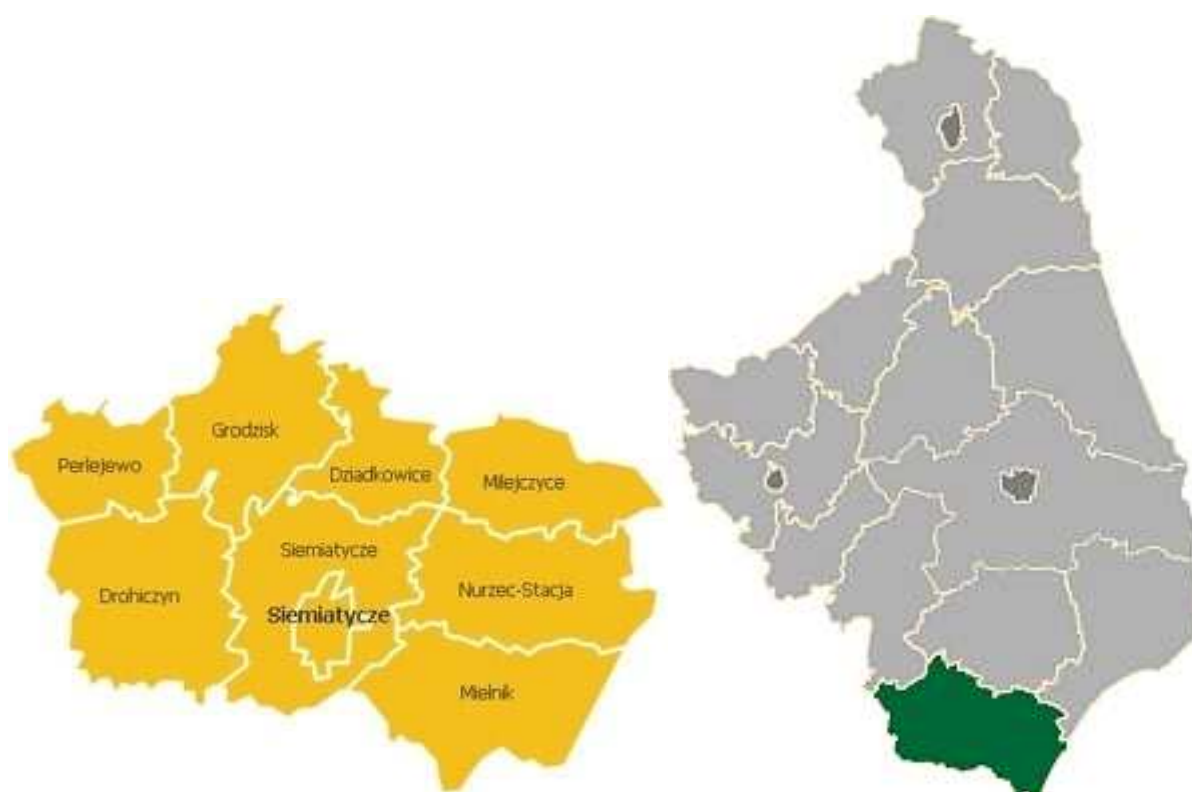 Grodzisk
Perlejewo
Dziadkowice
Milejczyce
Siemiatycze
Drohiczyn
Nurzec-Stacja
Siemiatycze
Mielnik